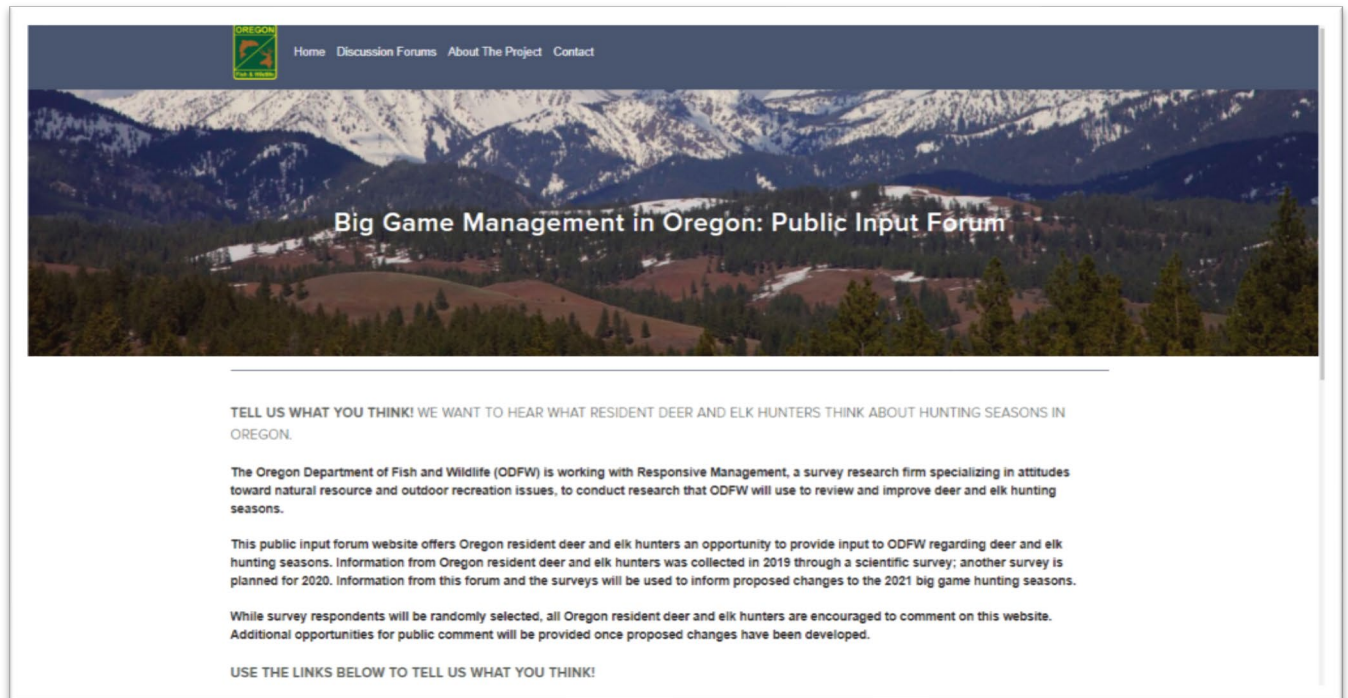 OREGON
Fish & Wildlife
Home Discussion Forums About The Project Contact
Big Game Management in Oregon: Public Input Forum
TELL US WHAT YOU THINK! WE WANT TO HEAR WHAT RESIDENT DEER AND ELK HUNTERS THINK ABOUT HUNTING SEASONS IN
OREGON.
The Oregon Department of Fish and Wildlife (ODFW) is working with Responsive Management, a survey research firm specializing in attitudes
toward natural resource and outdoor recreation issues, to conduct research that ODFW will use to review and improve deer and elk hunting
seasons.
This public input forum website offers Oregon resident deer and elk hunters an opportunity to provide input to ODFW regarding deer and elk
hunting seasons. Information from Oregon resident deer and elk hunters was collected in 2019 through a scientific survey; another survey is
planned for 2020. Information from this forum and the surveys will be used to inform proposed changes to the 2021 big game hunting seasons.
While survey respondents will be randomly selected, all Oregon resident deer and elk hunters are encouraged to comment on this website.
Additional opportunities for public comment will be provided once proposed changes have been developed.
USE THE LINKS BELOW TO TELL US WHAT YOU THINK!